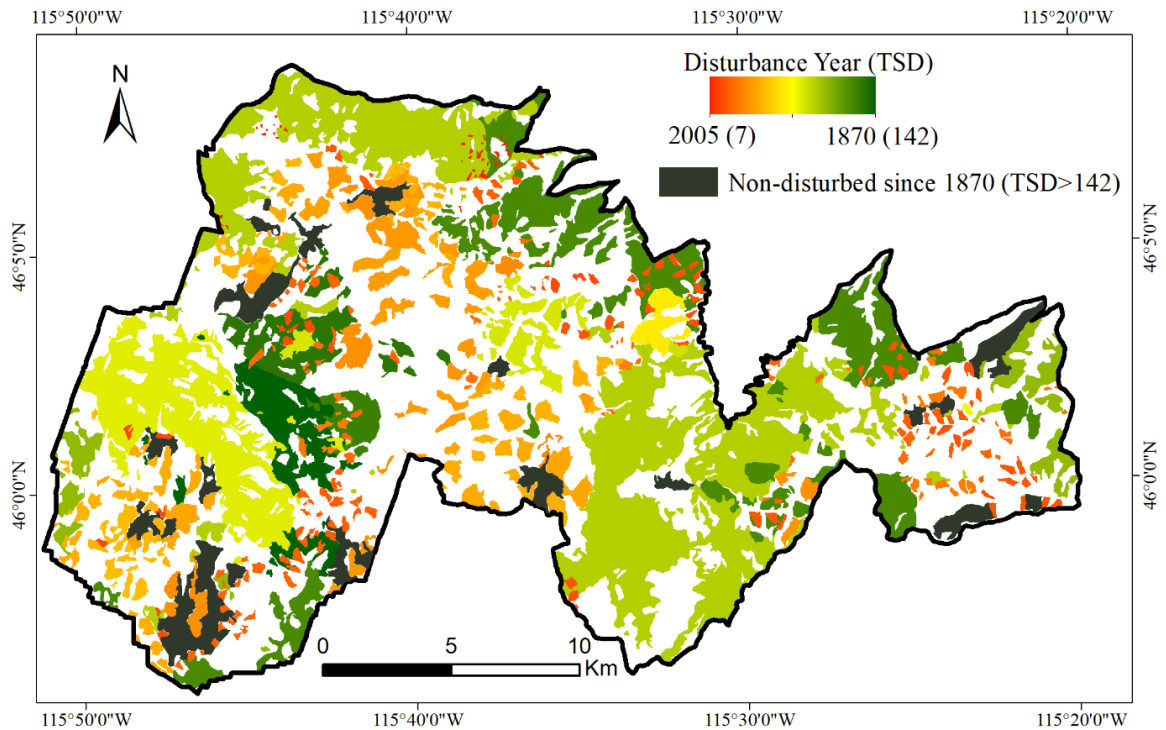 115°50'0"W 115°40'0"W 115°30'0"W 115°20'0"W
N
Disturbance Year (TSD)
2005 (7) 1870 (142)
Non-disturbed since 1870 (TSD>142)
46°5'0"N 46°5'0"N
46°0'0"N 46°0'0"N
0 5 10
Km
115°50'0"W 115°40'0"W 115°30'0"W 115°20'0"W